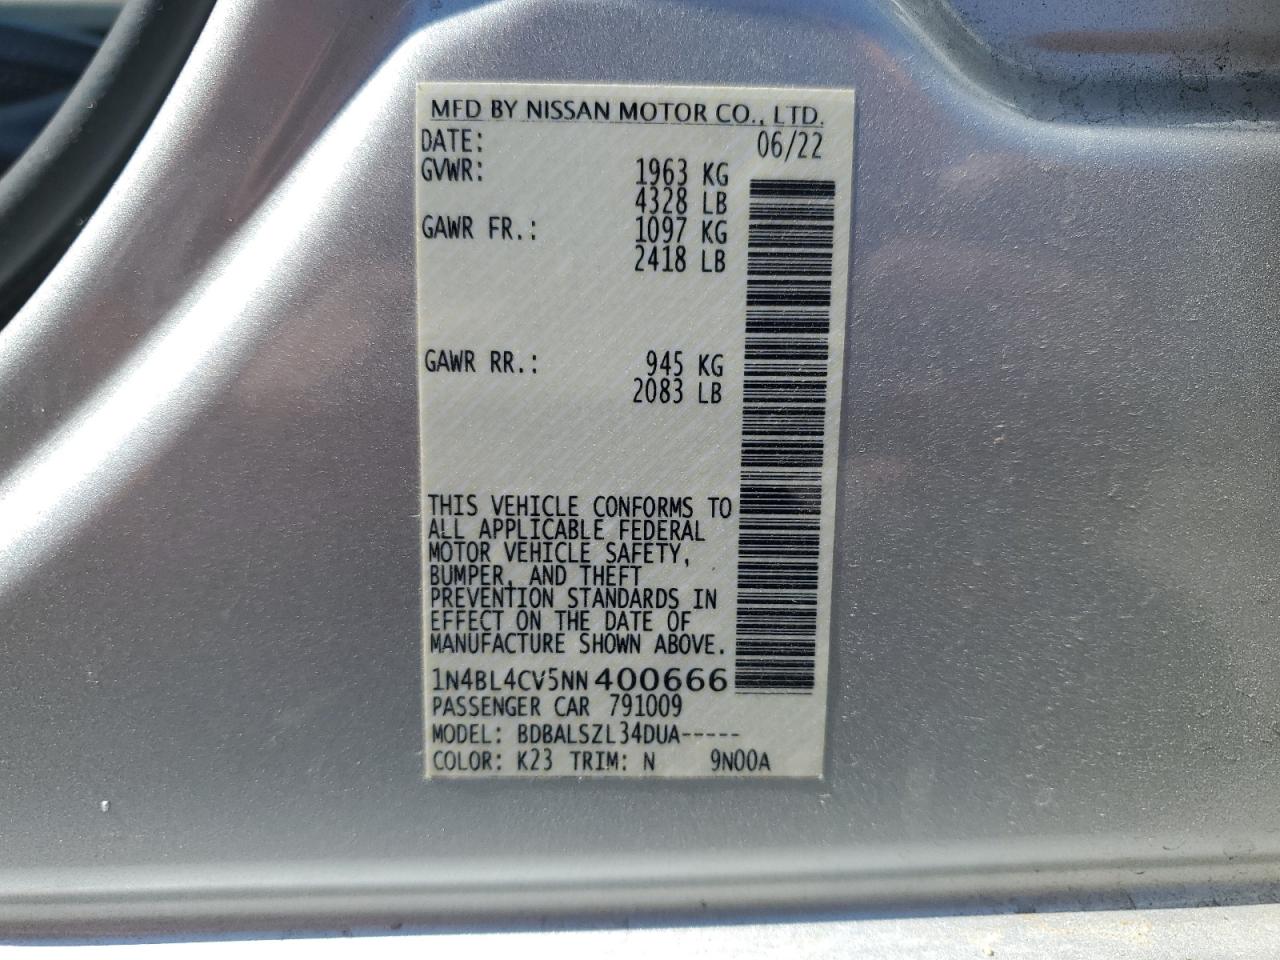 MFD BY NISSAN MOTOR CO., LTD.
DATE: 06/22
GVWR: 1963 KG
4328 LB
GAWR FR.: 1097 KG
2418 LB
GAWR RR.: 945 KG
2083 LB
THIS VEHICLE CONFORMS TO
ALL APPLICABLE FEDERAL
MOTOR VEHICLE SAFETY,
BUMPER, AND THEFT
PREVENTION STANDARDS IN
EFFECT ON THE DATE OF
MANUFACTURE SHOWN ABOVE.
1N4BL4CV5NN400666
PASSENGER CAR 791009
MODEL: BDBALSZL34DUA-----
COLOR: K23 TRIM: N 9N00A